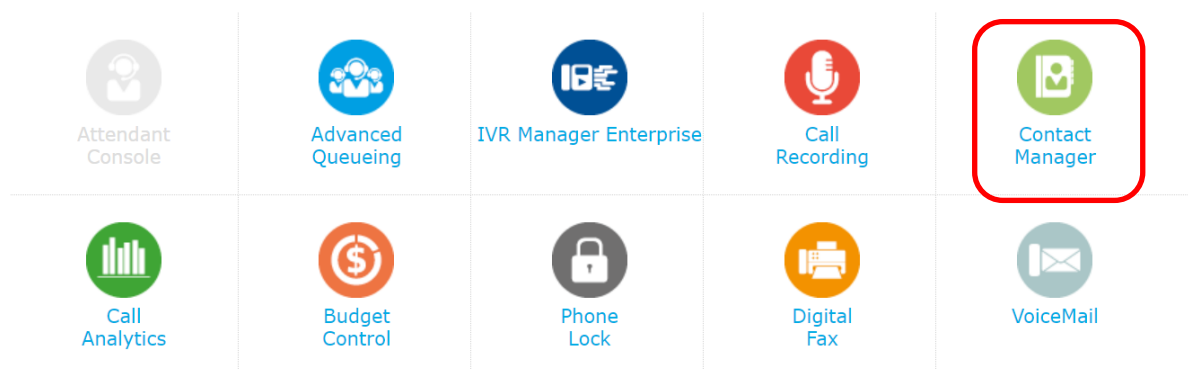 Attendant
Console
Advanced
Queueing
IVR Manager Enterprise
Call
Recording
Contact
Manager
Call
Analytics
Budget
Control
Phone
Lock
Digital
Fax
VoiceMail